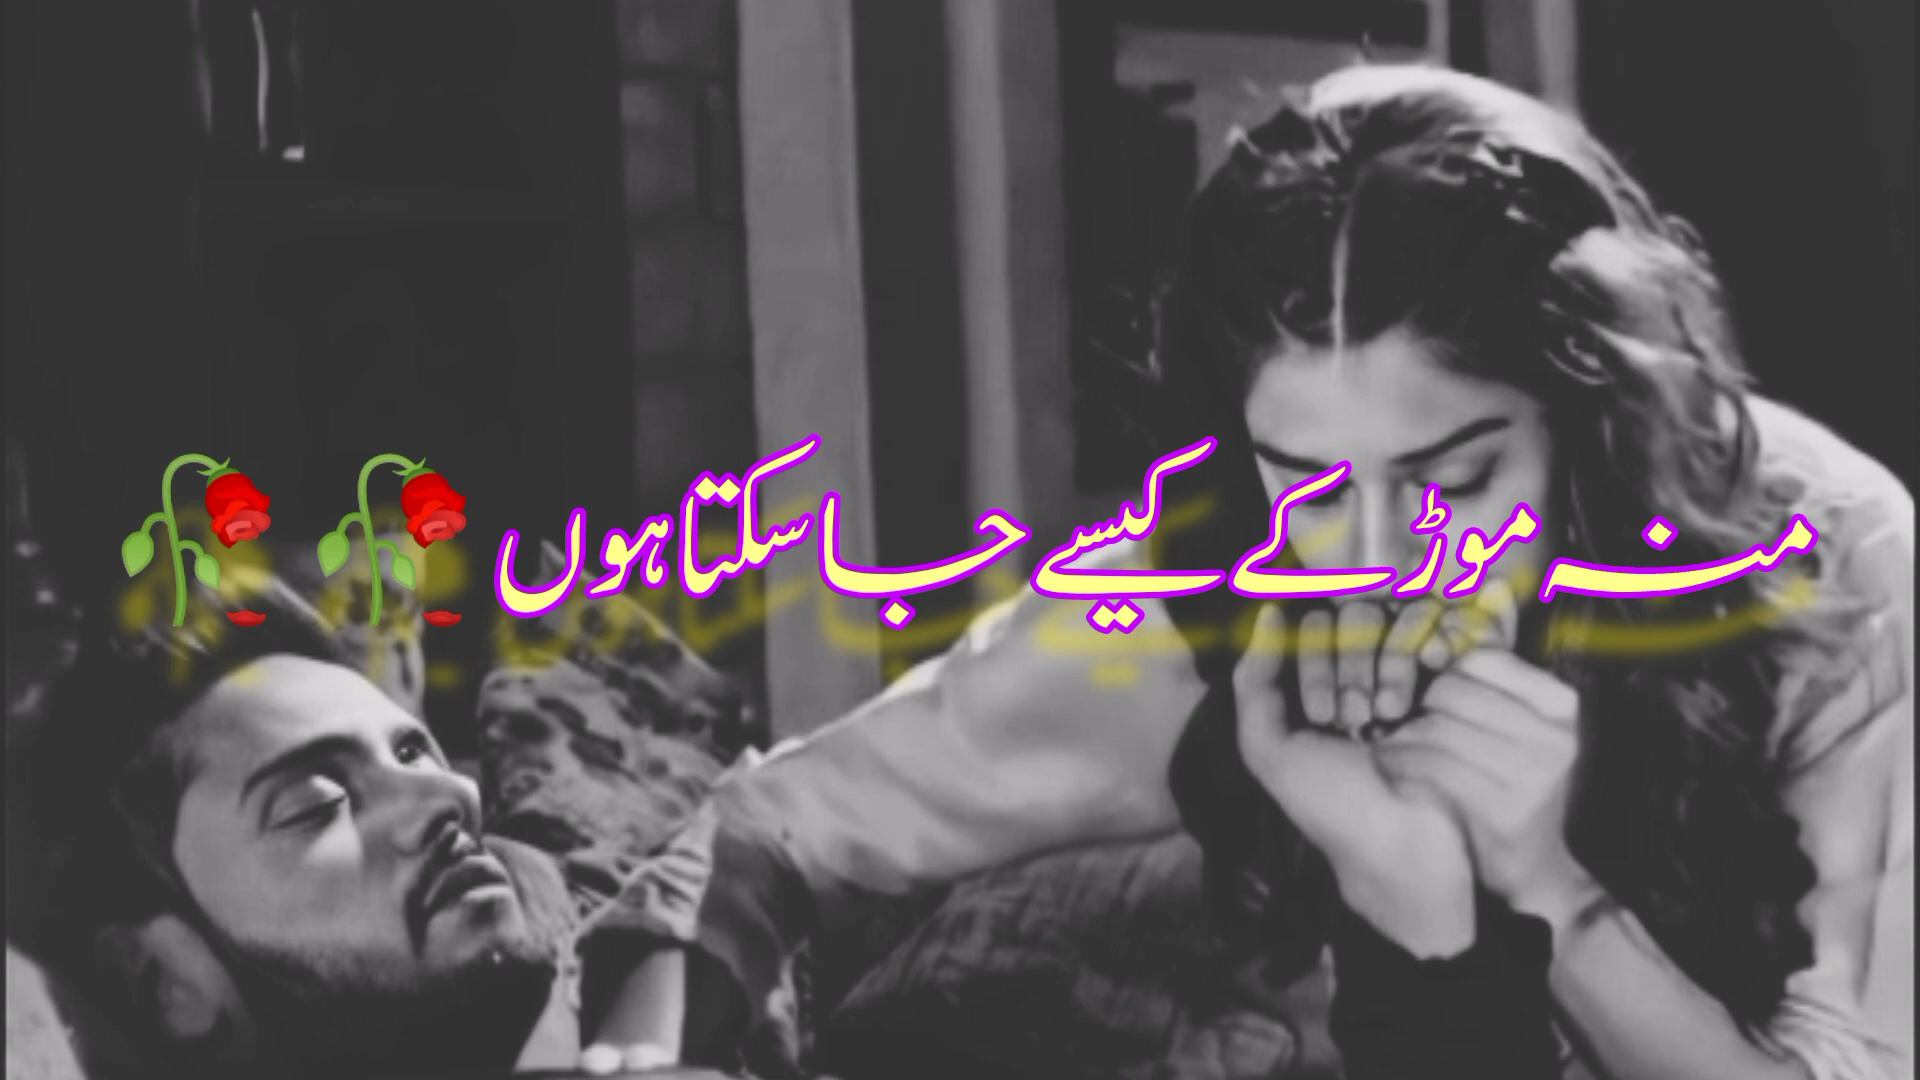 منہ موڑ کے کیسے جا سکتا ہوں 🥀 🥀